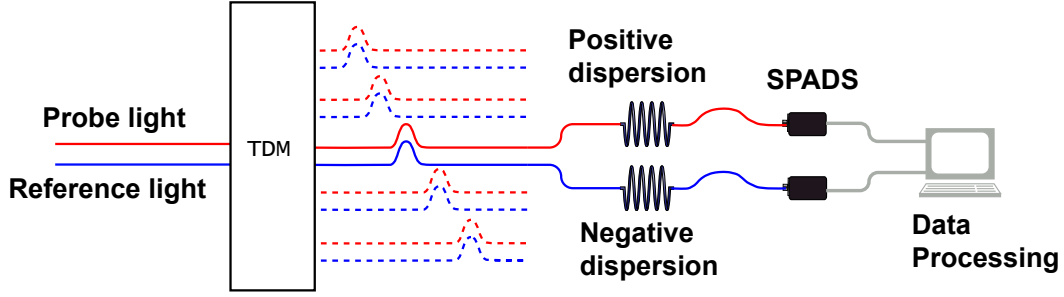 Probe light
Reference light
TDM
Positive
dispersion
Negative
dispersion
SPADS
Data
Processing